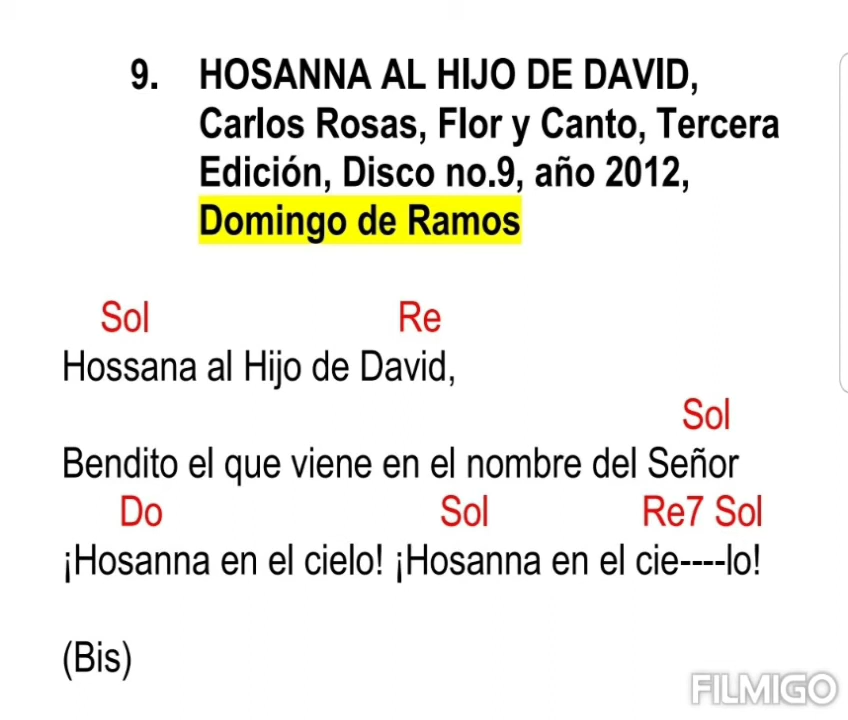 9. HOSANNA AL HIJO DE DAVID,
Carlos Rosas, Flor y Canto, Tercera
Edición, Disco no.9, año 2012,
Domingo de Ramos
Sol Re
Hossana al Hijo de David,
Sol
Bendito el que viene en el nombre del Señor
Do Sol Re7 Sol
¡Hosanna en el cielo! ¡Hosanna en el cie----lo!
(Bis)
FILMIGO